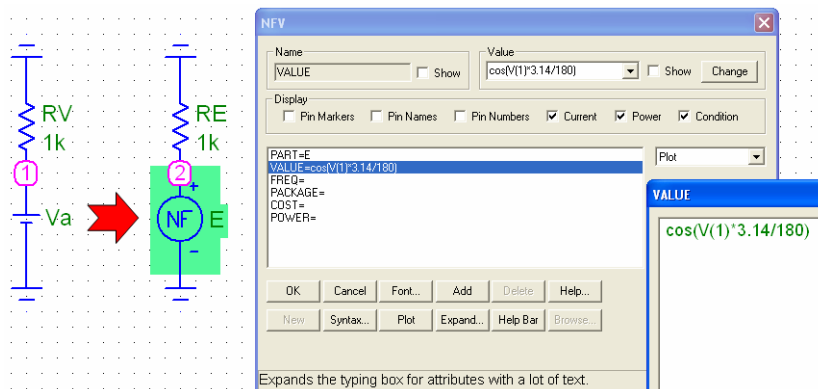 RV
1k
1
Va
RE
1k
2
+
NF
E
-
NFV
Name
VALUE
Show
Value
cos(V(1)*3.14/180)
Show
Change
Display
Pin Markers
Pin Names
Pin Numbers
Current
Power
Condition
PART=E
VALUE=cos(V(1)*3.14/180)
FREQ=
PACKAGE=
COST=
POWER=
Plot
OK
Cancel
Font...
Add
Delete
Help...
New
Syntax...
Plot
Expand...
Help Bar
Browse...
Expands the typing box for attributes with a lot of text.
VALUE
cos(V(1)*3.14/180)